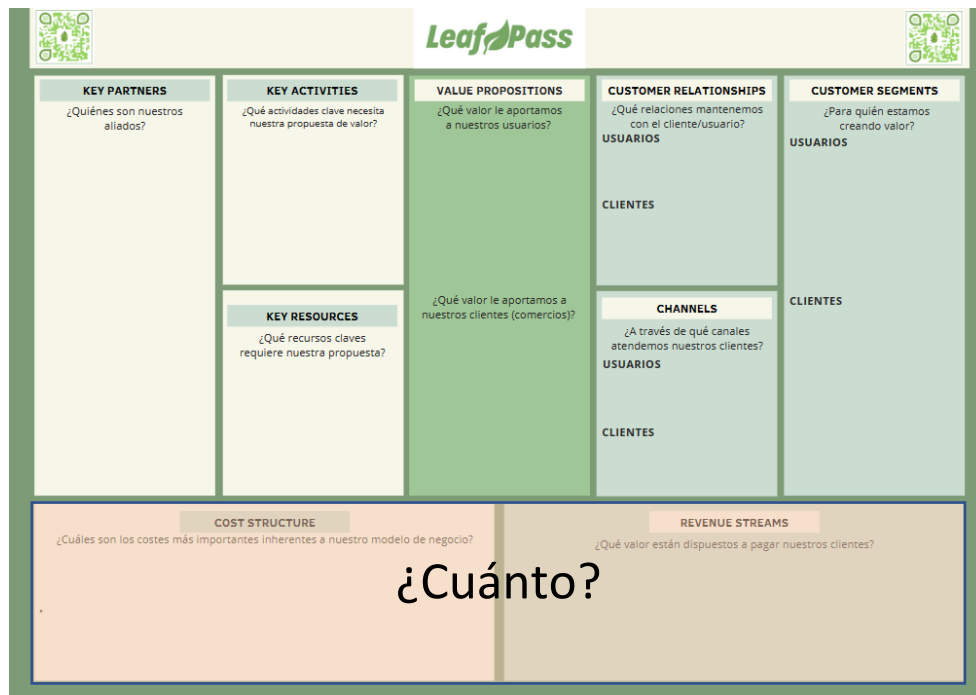 LeafPass
KEY PARTNERS
¿Quiénes son nuestros
aliados?
KEY ACTIVITIES
¿Qué actividades clave necesita
nuestra propuesta de valor?
KEY RESOURCES
¿Qué recursos claves
requiere nuestra propuesta?
VALUE PROPOSITIONS
¿Qué valor le aportamos
a nuestros usuarios?
¿Qué valor le aportamos a
nuestros clientes (comercios)?
CUSTOMER RELATIONSHIPS
¿Qué relaciones mantenemos
con el cliente/usuario?
USUARIOS
CLIENTES
CHANNELS
¿A través de qué canales
atendemos nuestros clientes?
USUARIOS
CLIENTES
CUSTOMER SEGMENTS
¿Para quién estamos
creando valor?
USUARIOS
CLIENTES
COST STRUCTURE
¿Cuáles son los costes más importantes inherentes a nuestro modelo de negocio?
REVENUE STREAMS
¿Qué valor están dispuestos a pagar nuestros clientes?
¿Cuánto?